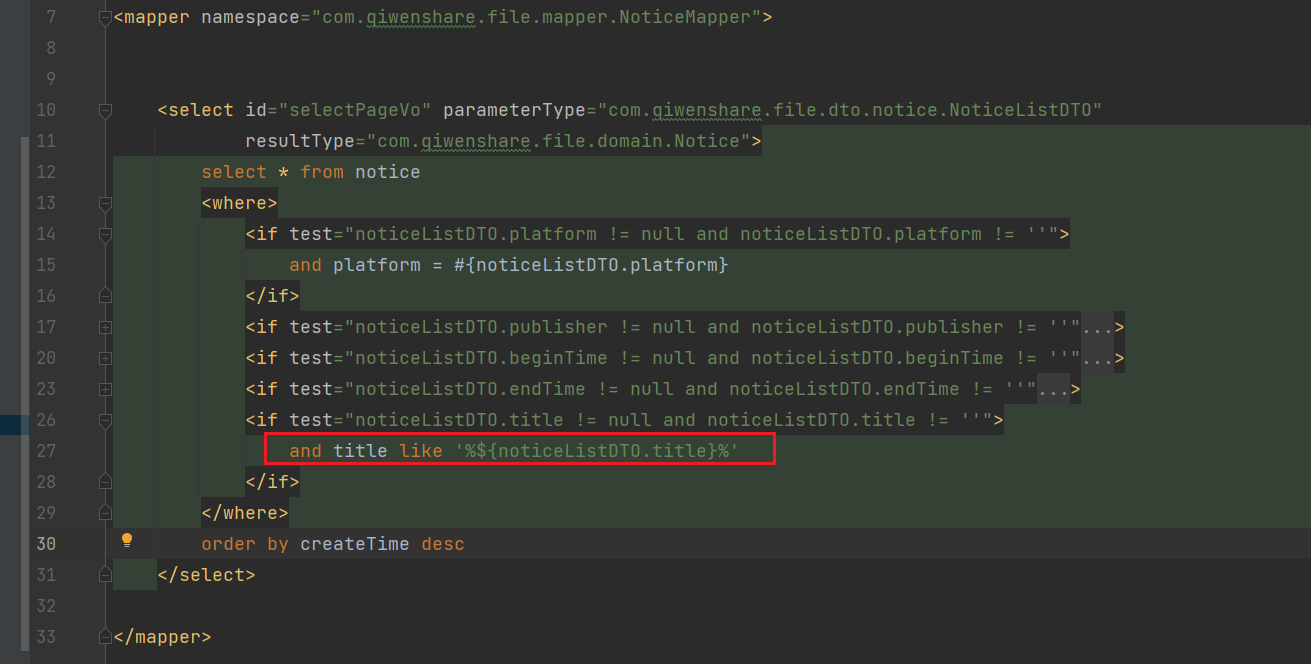 7 <mapper namespace="com.qiwenshare.file.mapper.NoticeMapper">
8
9
10 <select id="selectPageVo" parameterType="com.qiwenshare.file.dto.notice.NoticeListDTO"
11 resultType="com.qiwenshare.file.domain.Notice">
12 select * from notice
13 <where>
14 <if test="noticeListDTO.platform != null and noticeListDTO.platform != ''">
15 and platform = #{noticeListDTO.platform}
16 </if>
17 <if test="noticeListDTO.publisher != null and noticeListDTO.publisher != ''"...>
20 <if test="noticeListDTO.beginTime != null and noticeListDTO.beginTime != ''"...>
23 <if test="noticeListDTO.endTime != null and noticeListDTO.endTime != ''"...>
26 <if test="noticeListDTO.title != null and noticeListDTO.title != ''">
27 and title like '%${noticeListDTO.title}%'
28 </if>
29 </where>
30 order by createTime desc
31 </select>
32
33 </mapper>